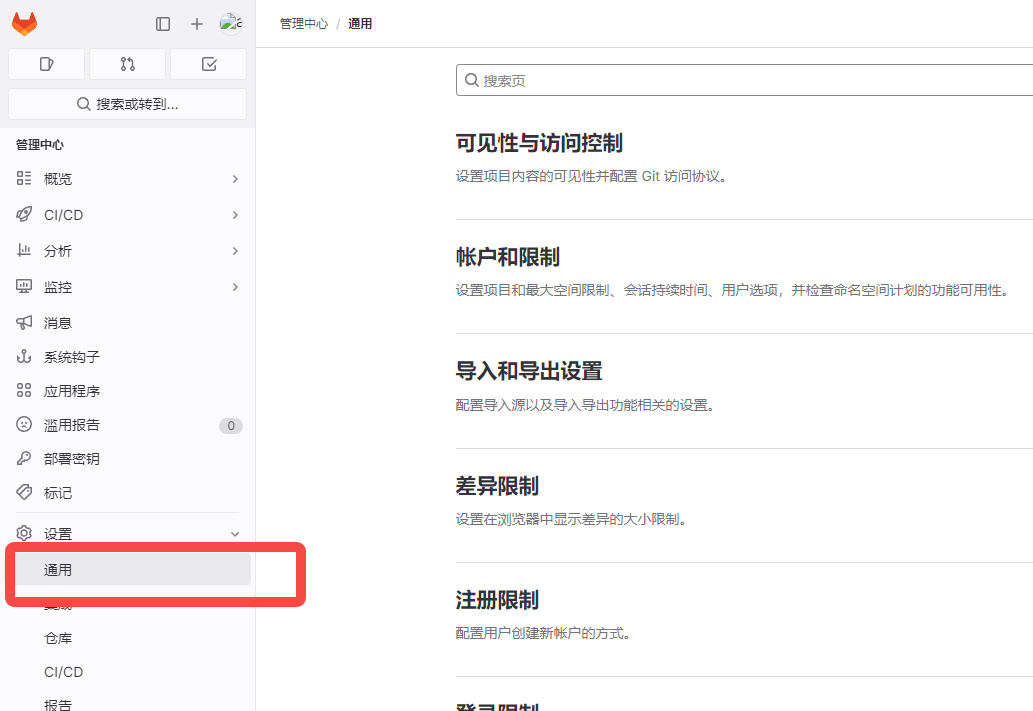 管理中心 / 通用
搜索或转到...
管理中心
概览
CI/CD
分析
监控
消息
系统钩子
应用程序
滥用报告 0
部署密钥
标记
设置
通用
集成
仓库
CI/CD
报告
搜索页
可见性与访问控制
设置项目内容的可见性并配置 Git 访问协议。
帐户和限制
设置项目和最大空间限制、会话持续时间、用户选项，并检查命名空间计划的功能可用性。
导入和导出设置
配置导入源以及导入导出功能相关的设置。
差异限制
设置在浏览器中显示差异的大小限制。
注册限制
配置用户创建新帐户的方式。
登录限制